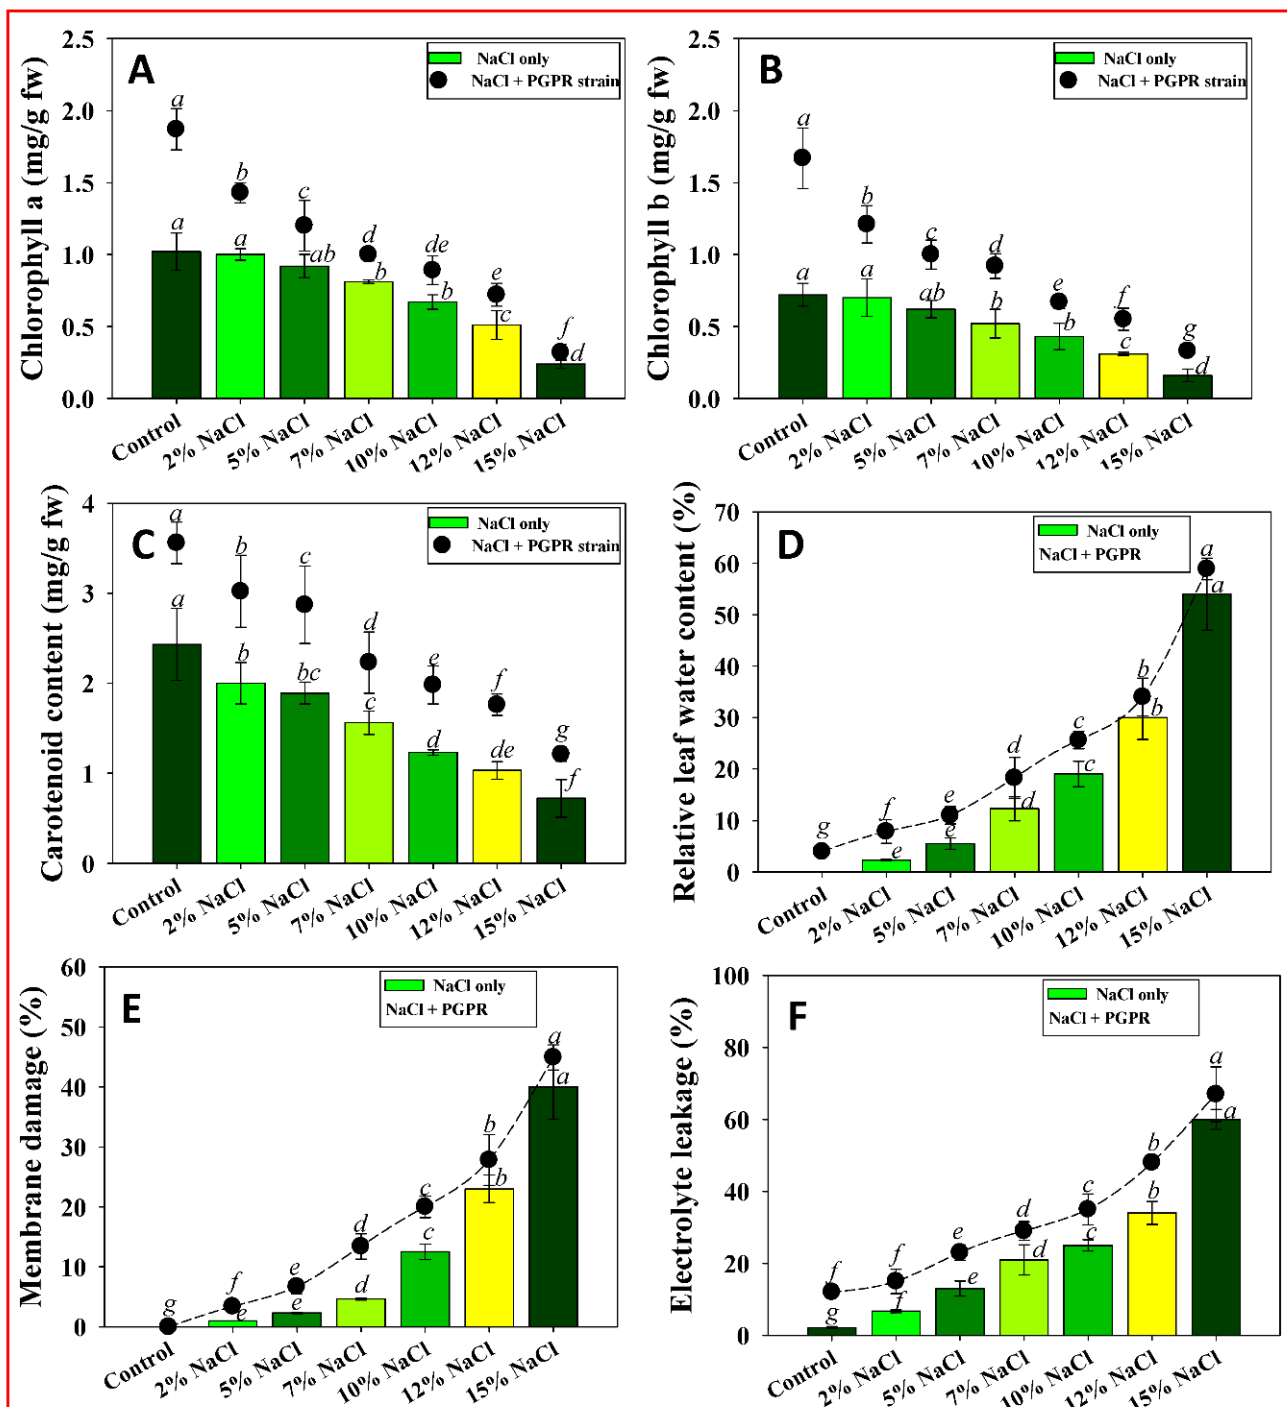 A
NaCl only
NaCl + PGPR strain
Chlorophyll a (mg/g fw)
2.5
2.0
1.5
1.0
0.5
0.0
a
b
c
d
de
e
f
a
a
ab
b
b
c
d
Control
2% NaCl
5% NaCl
7% NaCl
10% NaCl
12% NaCl
15% NaCl
B
NaCl only
NaCl + PGPR strain
Chlorophyll b (mg/g fw)
2.5
2.0
1.5
1.0
0.5
0.0
a
b
c
d
e
f
g
a
a
ab
b
b
c
d
Control
2% NaCl
5% NaCl
7% NaCl
10% NaCl
12% NaCl
15% NaCl
C
NaCl only
NaCl + PGPR strain
Carotenoid content (mg/g fw)
4
3
2
1
0
a
b
c
d
e
f
g
a
b
bc
c
d
de
f
Control
2% NaCl
5% NaCl
7% NaCl
10% NaCl
12% NaCl
15% NaCl
D
NaCl only
NaCl + PGPR
Relative leaf water content (%)
70
60
50
40
30
20
10
0
g
f
e
d
c
b
a
e
e
d
c
b
a
Control
2% NaCl
5% NaCl
7% NaCl
10% NaCl
12% NaCl
15% NaCl
E
NaCl only
NaCl + PGPR
Membrane damage (%)
60
50
40
30
20
10
0
g
f
e
d
c
b
a
e
e
d
c
b
a
Control
2% NaCl
5% NaCl
7% NaCl
10% NaCl
12% NaCl
15% NaCl
F
NaCl only
NaCl + PGPR
Electrolyte leakage (%)
100
80
60
40
20
0
f
f
e
d
c
b
a
g
f
e
d
c
b
a
Control
2% NaCl
5% NaCl
7% NaCl
10% NaCl
12% NaCl
15% NaCl